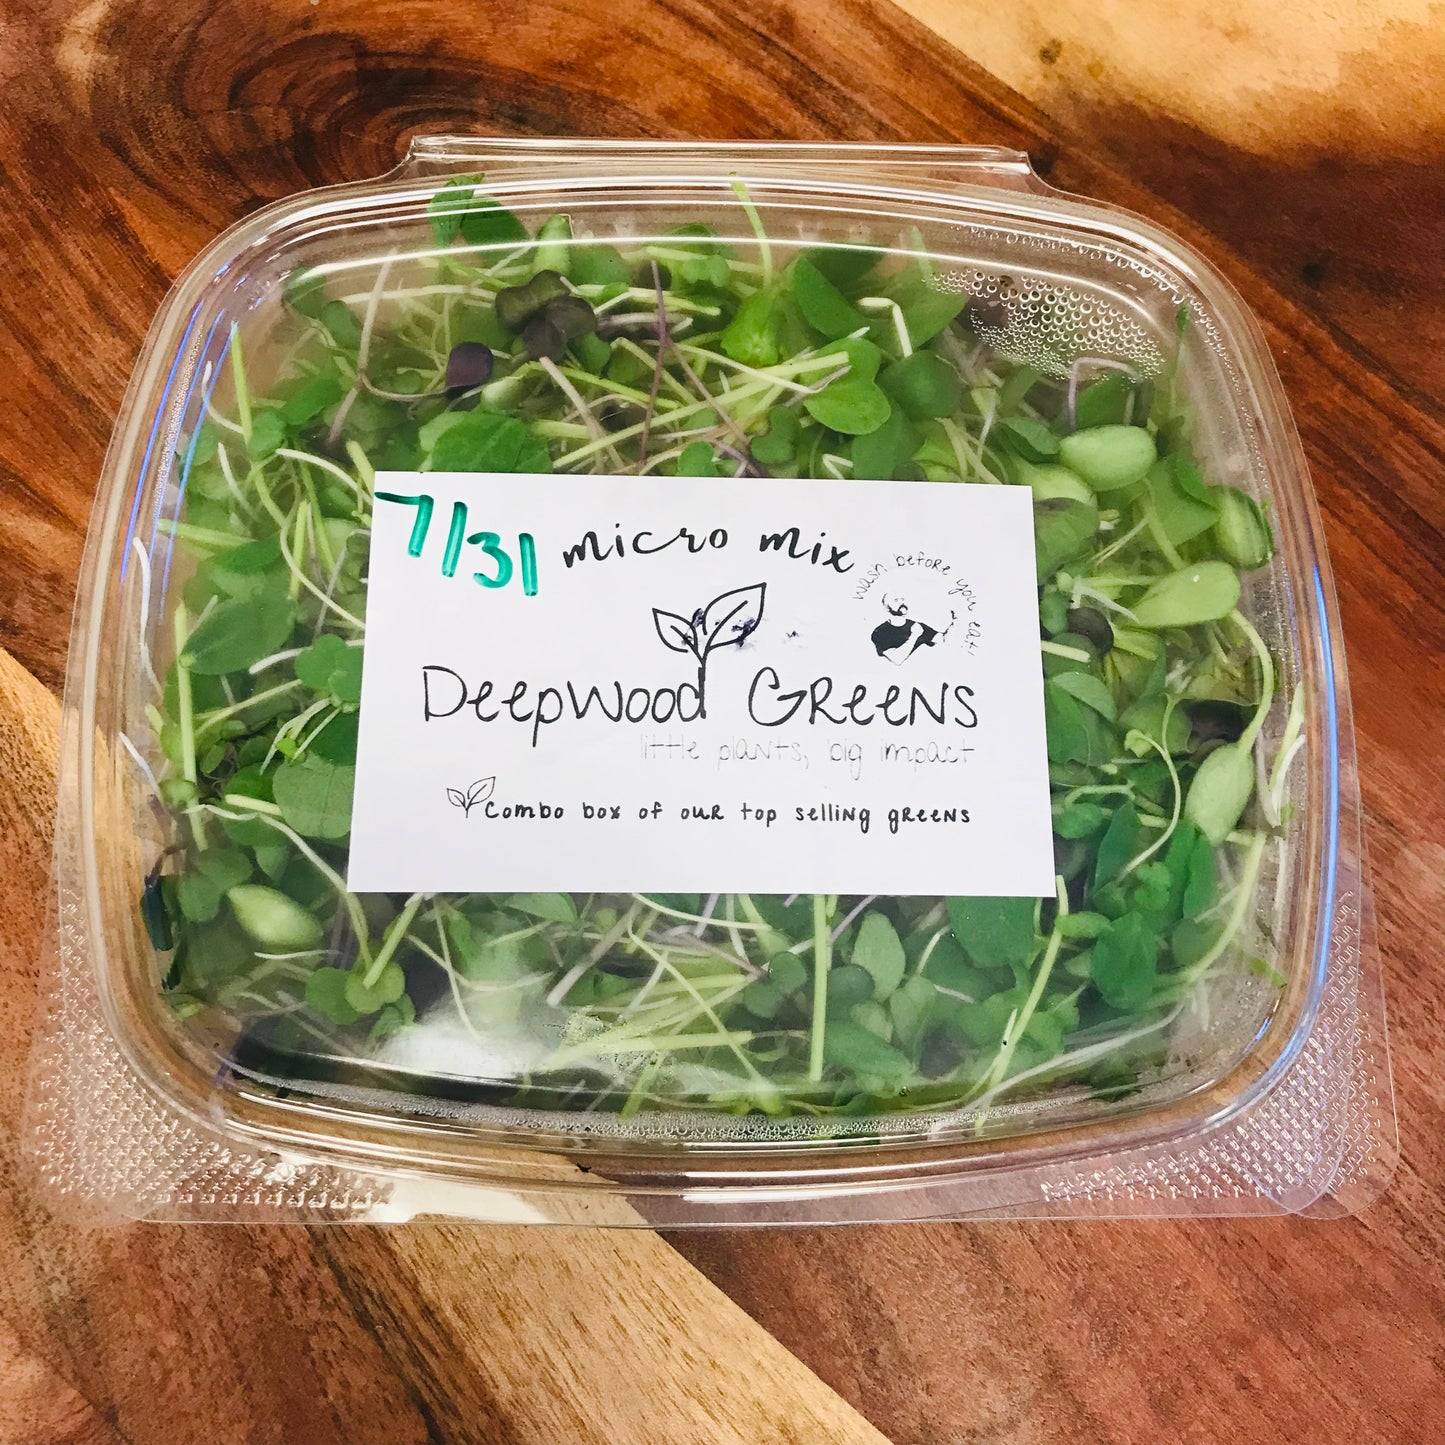 7/31
micro mix
wash before you eat!
Deepwood Greens
little plants, big impact
combo box of our top selling greens